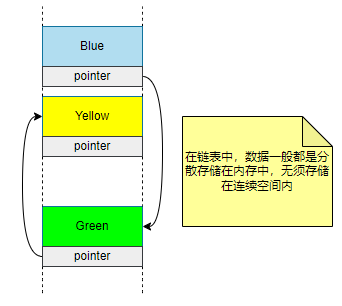 Blue
pointer
Yellow
pointer
Green
pointer
在链表中，数据一般都是分
散存储在内存中，无须存储
在连续空间内